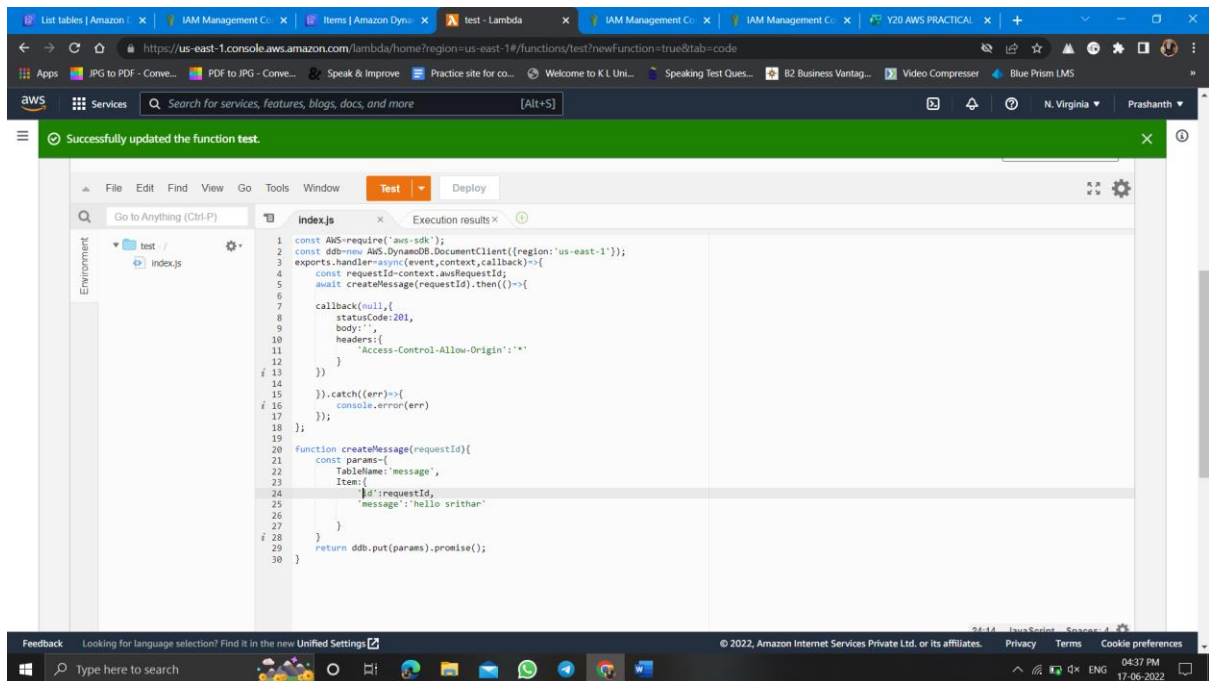 List tables | Amazon D
IAM Management Co
Items | Amazon Dyna
test - Lambda
IAM Management Co
IAM Management Co
Y20 AWS PRACTICAL
https://us-east-1.console.aws.amazon.com/lambda/home?region=us-east-1#/functions/test?newFunction=true&tab=code
Apps JPG to PDF - Conve... PDF to JPG - Conve... Speak & Improve Practice site for co... Welcome to K L Uni... Speaking Test Ques... B2 Business Vantag... Video Compresser Blue Prism LMS »
aws Services Search for services, features, blogs, docs, and more [Alt+S] N. Virginia ▼ Prashanth ▼
Successfully updated the function test.
File Edit Find View Go Tools Window Test Deploy
Go to Anything (Ctrl-P) index.js × Execution results ×
Environment
test - /
index.js
1 const AWS=require('aws-sdk');
2 const ddb=new AWS.DynamoDB.DocumentClient({region:'us-east-1'});
3 exports.handler=async(event,context,callback)=>{
4 const requestId=context.awsRequestId;
5 await createMessage(requestId).then(()=>{
6
7 callback(null,{
8 statusCode:201,
9 body:'',
10 headers:{
11 'Access-Control-Allow-Origin':'*'
12 }
i 13 })
14
15 }).catch((err)=>{
i 16 console.error(err)
17 });
18 };
19
20 function createMessage(requestId){
21 const params={
22 TableName:'message',
23 Item:{
24 'id':requestId,
25 'message':'hello srithar'
26
27 }
i 28 }
29 return ddb.put(params).promise();
30 }
24:14 JavaScript Spaces: 4
Feedback Looking for language selection? Find it in the new Unified Settings © 2022, Amazon Internet Services Private Ltd. or its affiliates. Privacy Terms Cookie preferences
Type here to search ENG 04:37 PM
17-06-2022